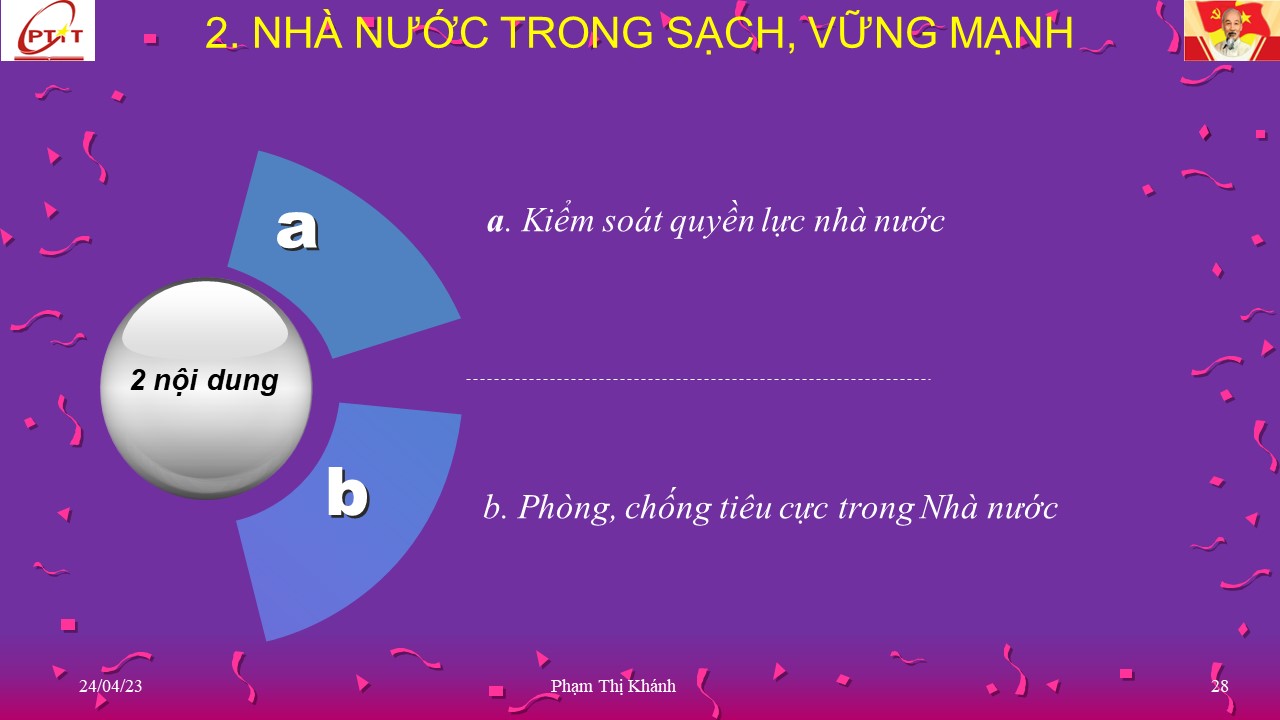 PTiT
2. NHÀ NƯỚC TRONG SẠCH, VỮNG MẠNH
a
a. Kiểm soát quyền lực nhà nước
2 nội dung
b
b. Phòng, chống tiêu cực trong Nhà nước
24/04/23
Phạm Thị Khánh
28